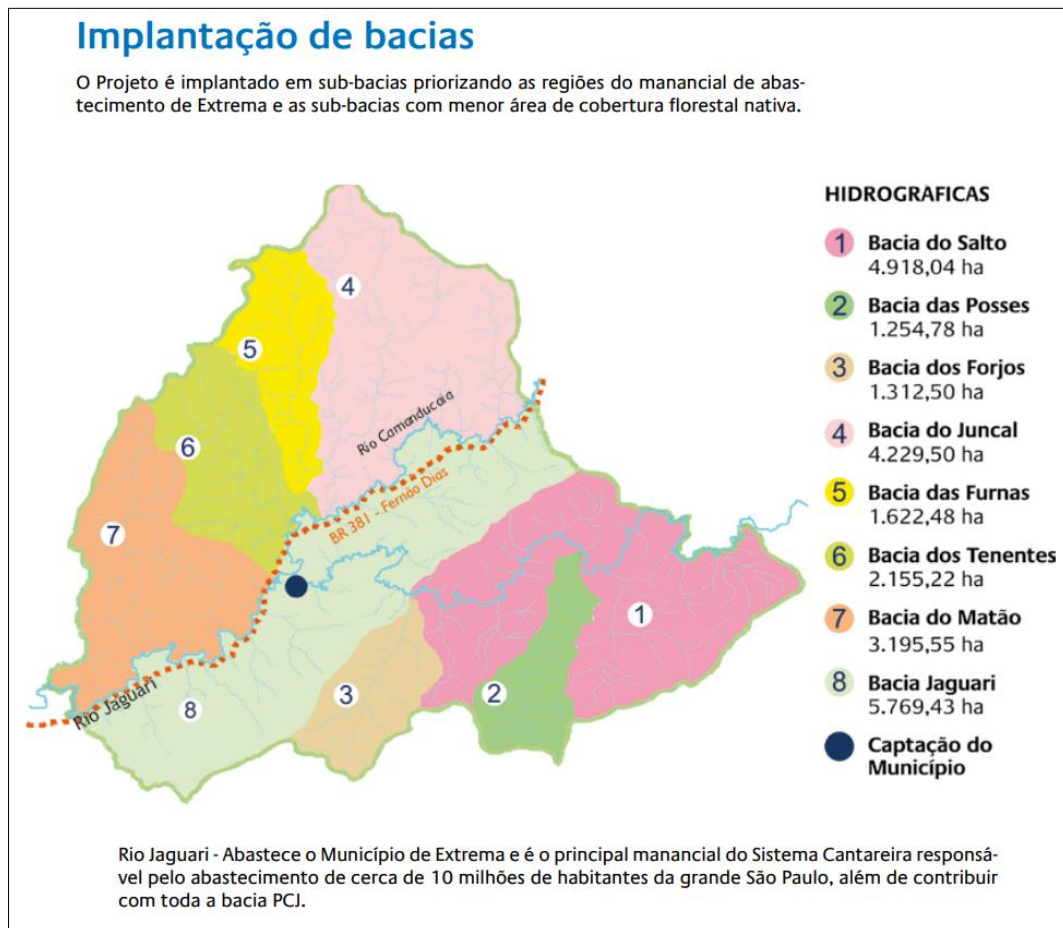 Implantação de bacias
O Projeto é implantado em sub-bacias priorizando as regiões do manancial de abas-
tecimento de Extrema e as sub-bacias com menor área de cobertura florestal nativa.
HIDROGRAFICAS
1 Bacia do Salto
4.918,04 ha
2 Bacia das Posses
1.254,78 ha
3 Bacia dos Forjos
1.312,50 ha
4 Bacia do Juncal
4.229,50 ha
5 Bacia das Furnas
1.622,48 ha
6 Bacia dos Tenentes
2.155,22 ha
7 Bacia do Matão
3.195,55 ha
8 Bacia Jaguari
5.769,43 ha
Captação do
Município
4
5
Rio Camanducaia
6
BR 381 - Fernão Dias
7
1
2
3
8
Rio Jaguari
Rio Jaguari - Abastece o Município de Extrema e é o principal manancial do Sistema Cantareira responsá-
vel pelo abastecimento de cerca de 10 milhões de habitantes da grande São Paulo, além de contribuir
com toda a bacia PCJ.